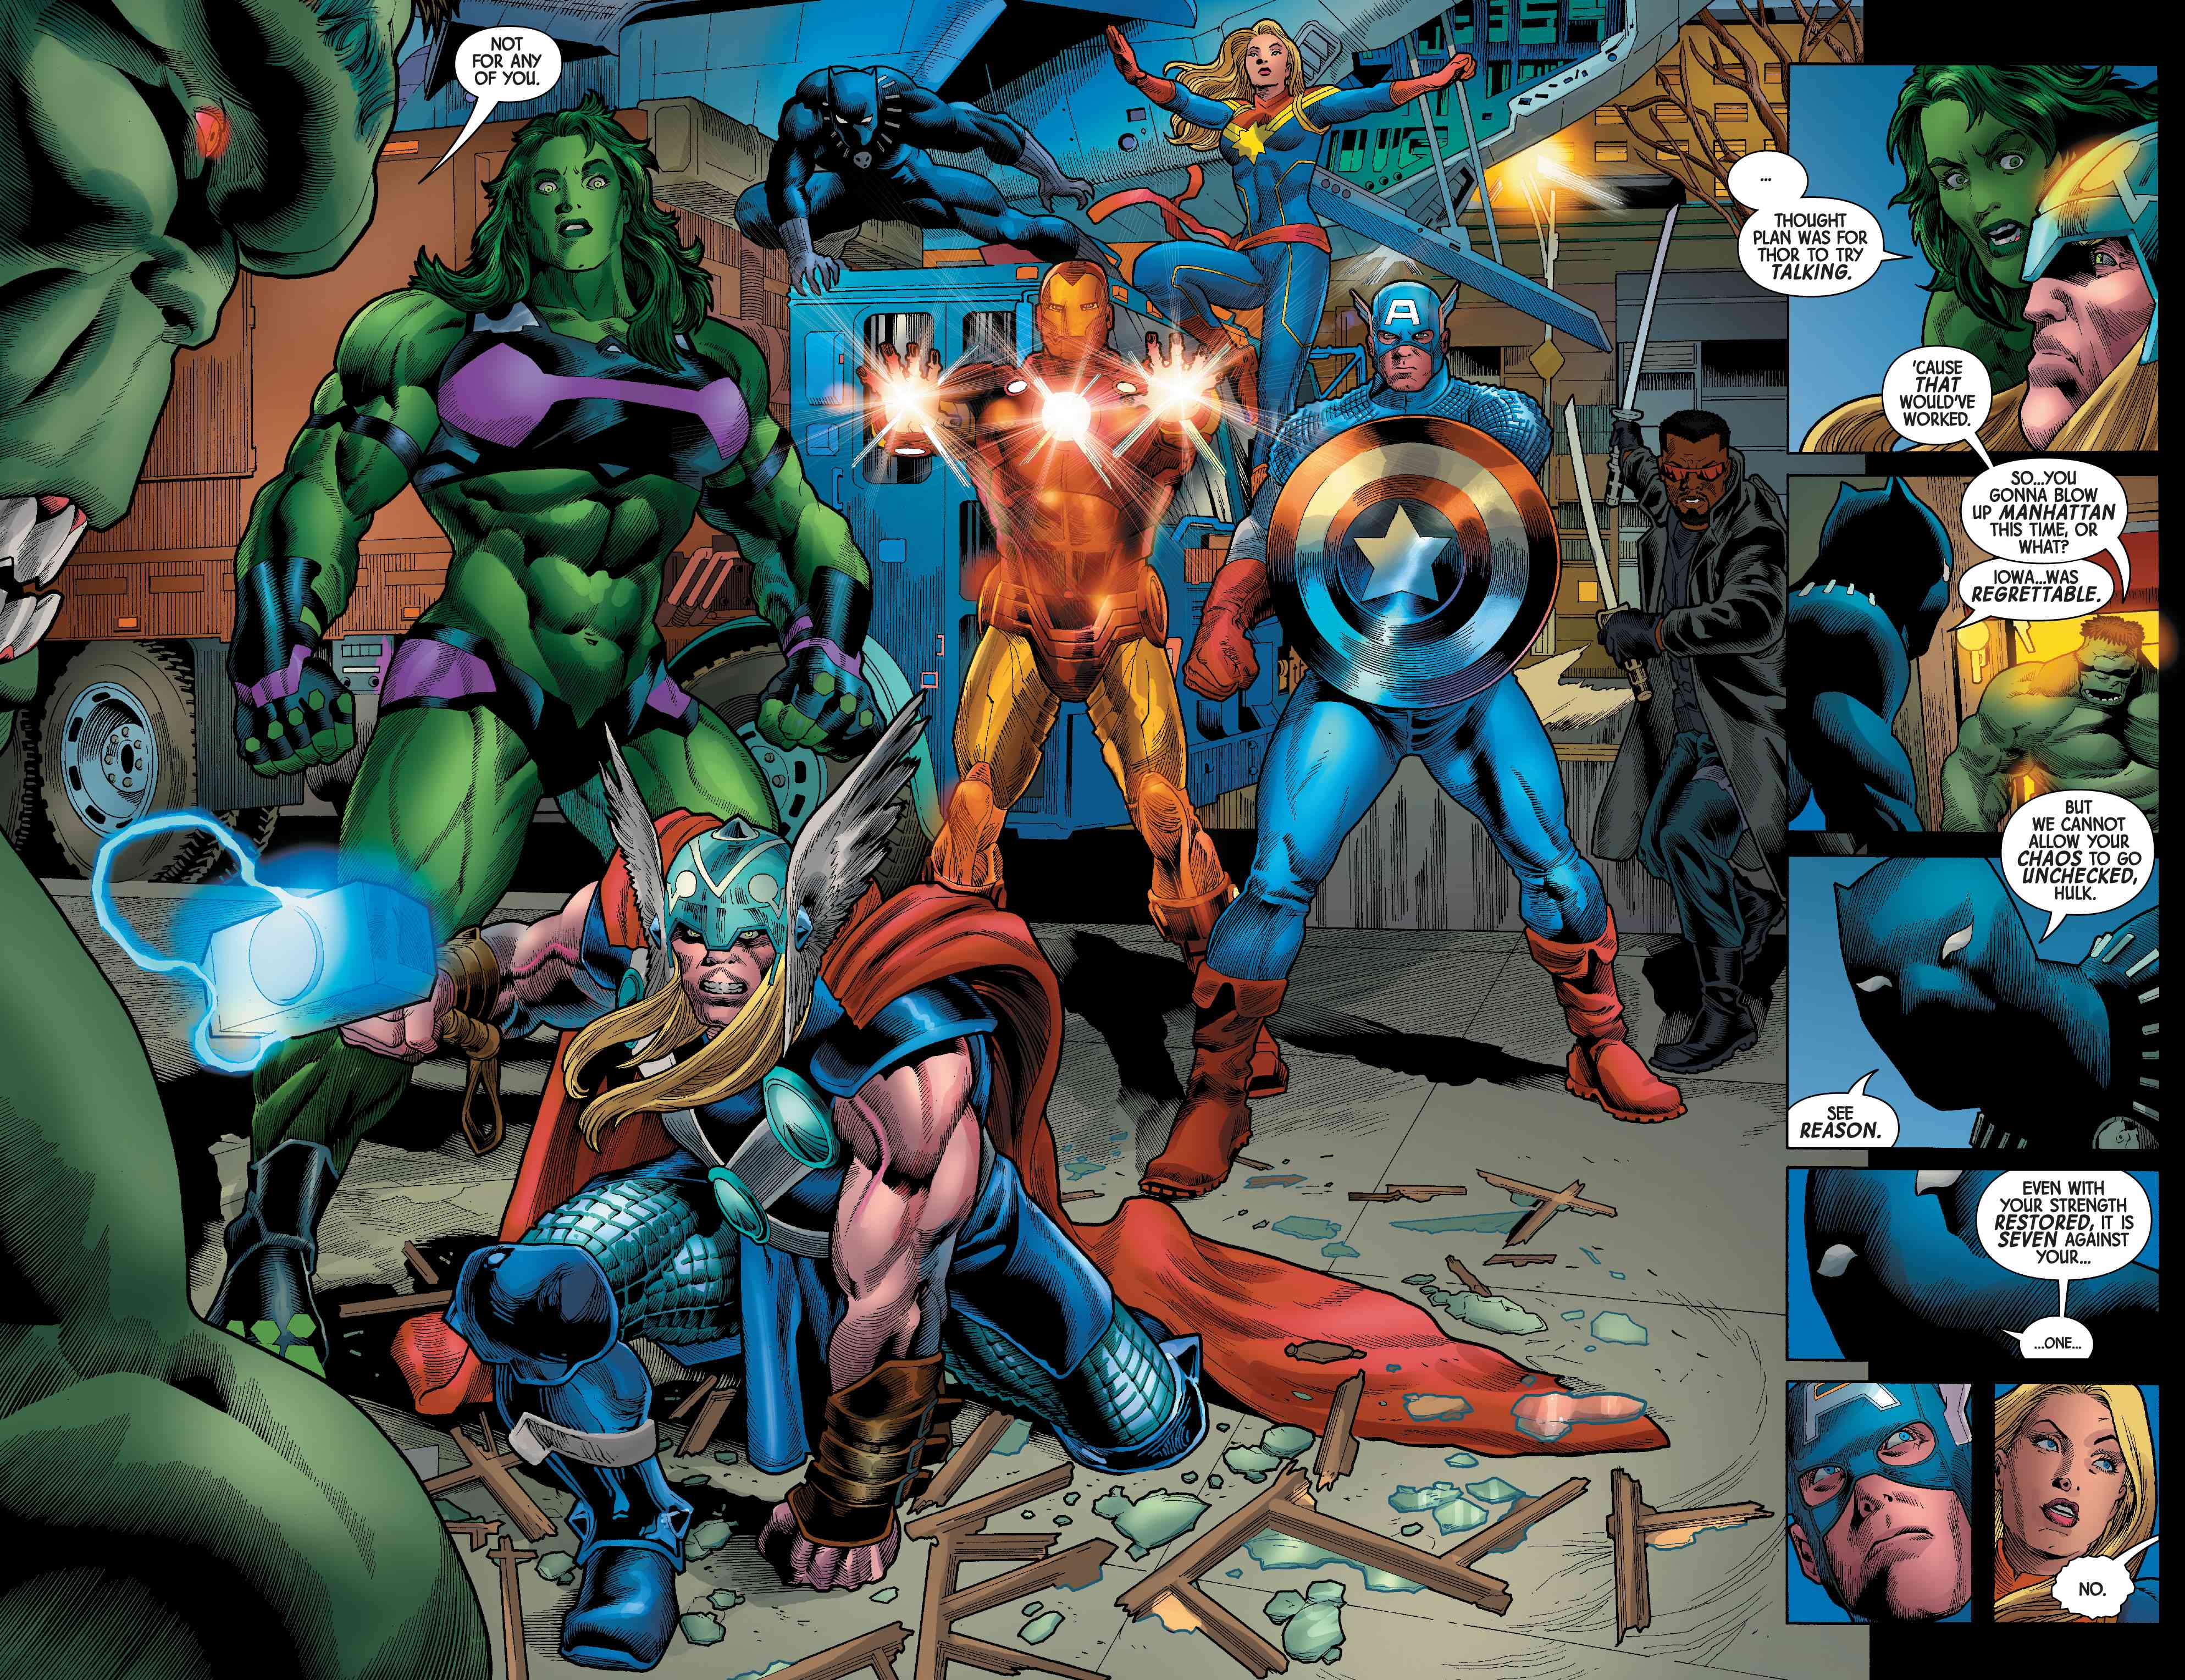 NOT
FOR ANY
OF YOU.
A
...
THOUGHT
PLAN WAS FOR
THOR TO TRY
TALKING.
'CAUSE
THAT
WOULD'VE
WORKED.
SO...YOU
GONNA BLOW
UP MANHATTAN
THIS TIME, OR
WHAT?
IOWA...WAS
REGRETTABLE.
BUT
WE CANNOT
ALLOW YOUR
CHAOS TO GO
UNCHECKED,
HULK.
SEE
REASON.
EVEN WITH
YOUR STRENGTH
RESTORED, IT IS
SEVEN AGAINST
YOUR...
...ONE...
A
NO.